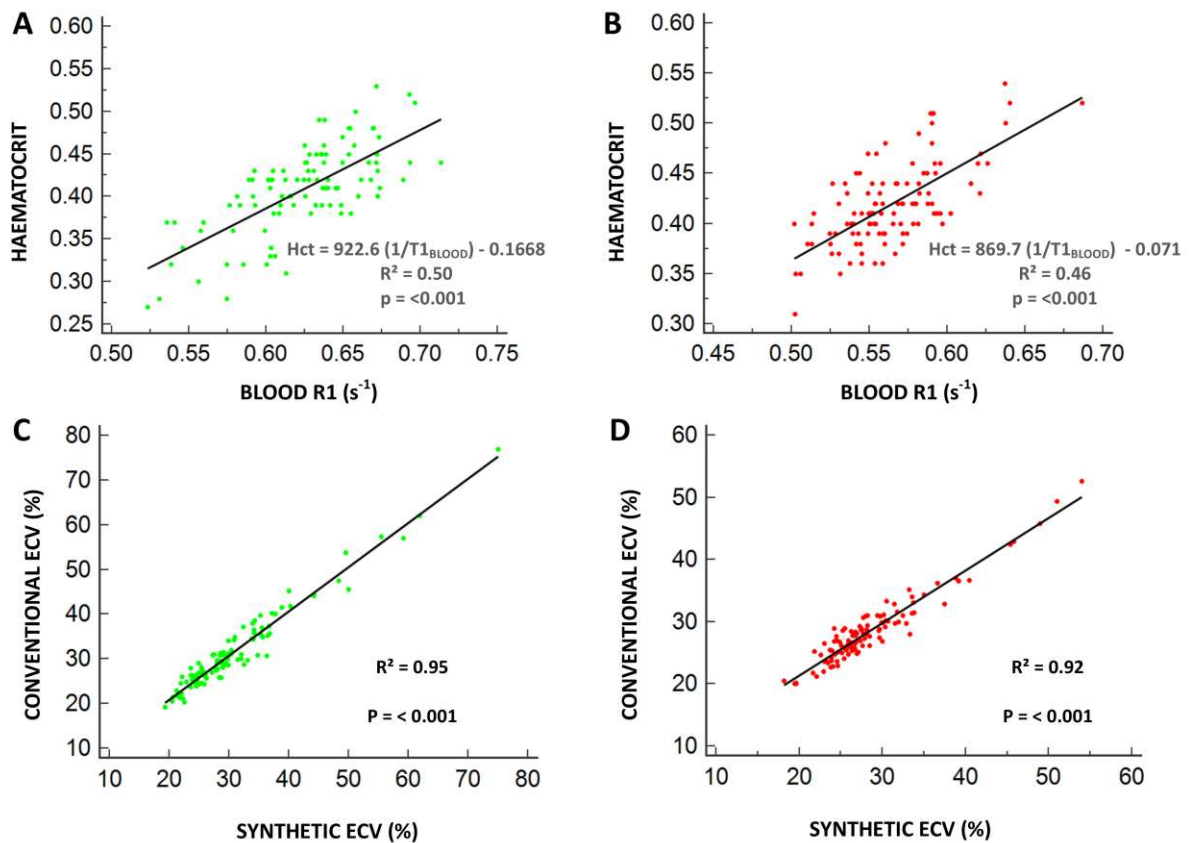 A
HAEMATOCRIT
0.60
0.55
0.50
0.45
0.40
0.35
0.30
0.25
Hct = 922.6 (1/T1BLOOD) - 0.1668
R² = 0.50
p = <0.001
0.50 0.55 0.60 0.65 0.70 0.75
BLOOD R1 (s⁻¹)
B
HAEMATOCRIT
0.60
0.55
0.50
0.45
0.40
0.35
0.30
Hct = 869.7 (1/T1BLOOD) - 0.071
R² = 0.46
p = <0.001
0.45 0.50 0.55 0.60 0.65 0.70
BLOOD R1 (s⁻¹)
C
CONVENTIONAL ECV (%)
80
70
60
50
40
30
20
10
R² = 0.95
P = < 0.001
10 20 30 40 50 60 70 80
SYNTHETIC ECV (%)
D
CONVENTIONAL ECV (%)
60
50
40
30
20
10
R² = 0.92
P = < 0.001
10 20 30 40 50 60
SYNTHETIC ECV (%)